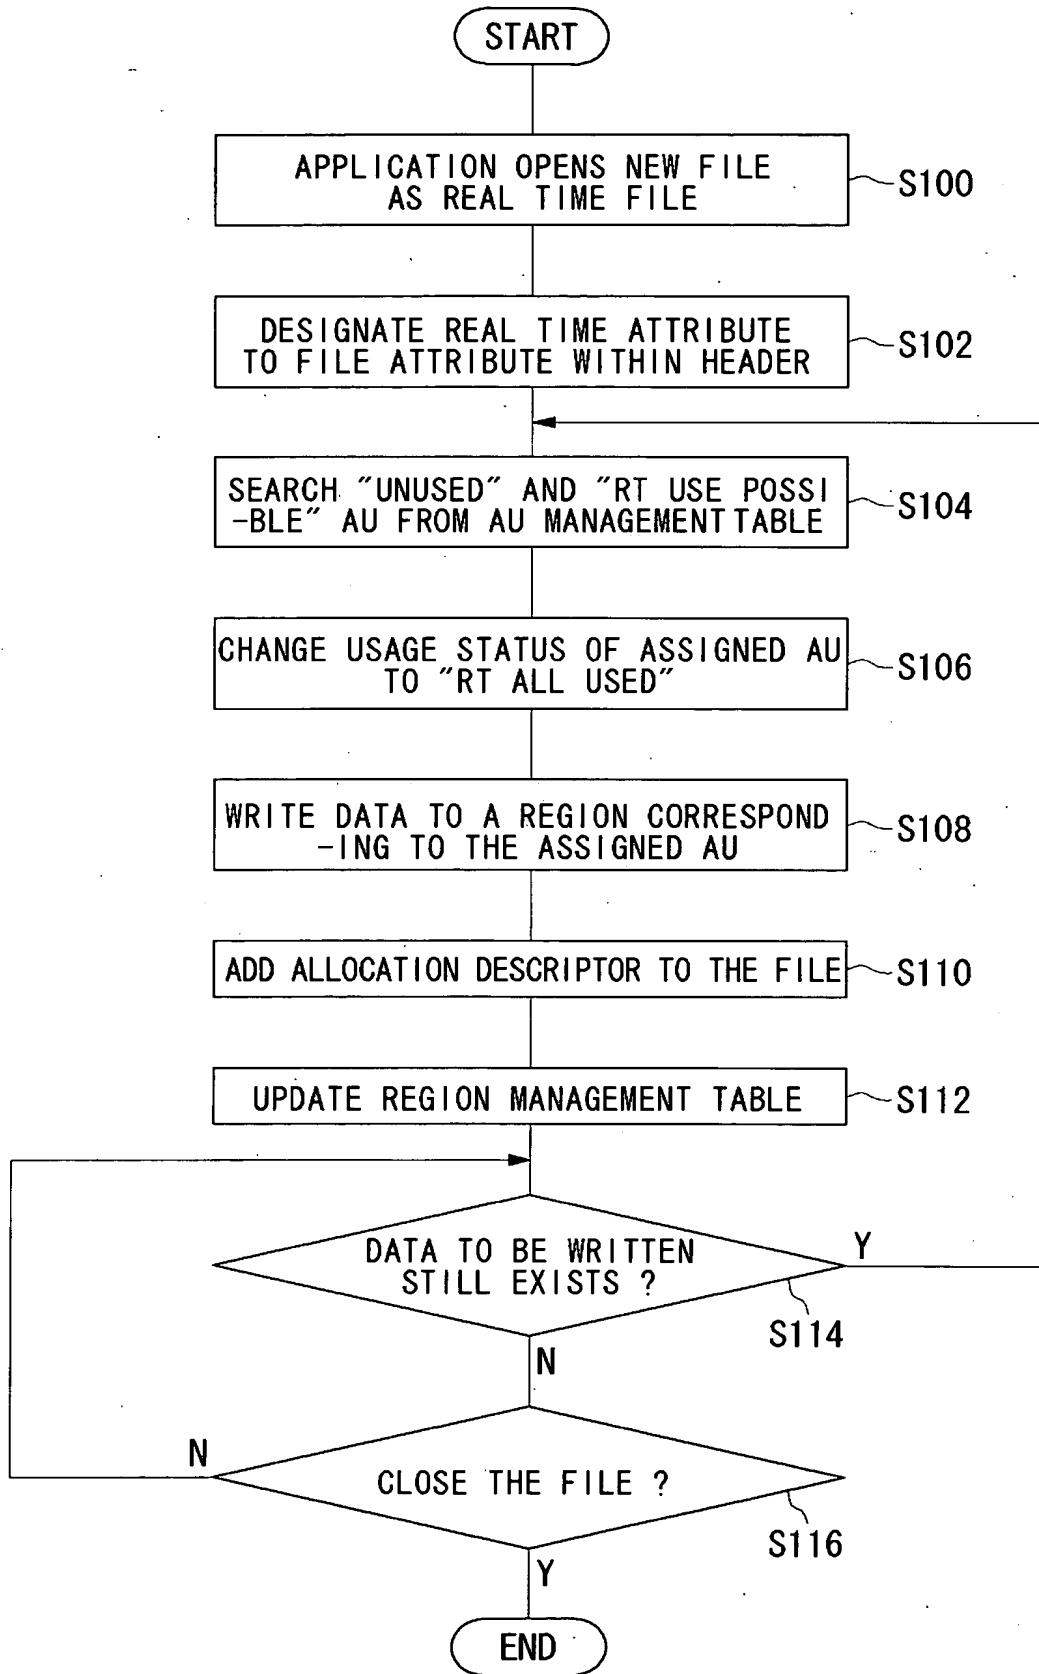 START
APPLICATION OPENS NEW FILE
AS REAL TIME FILE
S100
DESIGNATE REAL TIME ATTRIBUTE
TO FILE ATTRIBUTE WITHIN HEADER
S102
SEARCH "UNUSED" AND "RT USE POSSI
-BLE" AU FROM AU MANAGEMENT TABLE
S104
CHANGE USAGE STATUS OF ASSIGNED AU
TO "RT ALL USED"
S106
WRITE DATA TO A REGION CORRESPOND
-ING TO THE ASSIGNED AU
S108
ADD ALLOCATION DESCRIPTOR TO THE FILE
S110
UPDATE REGION MANAGEMENT TABLE
S112
DATA TO BE WRITTEN
STILL EXISTS ?
Y
S114
N
N
CLOSE THE FILE ?
S116
Y
END